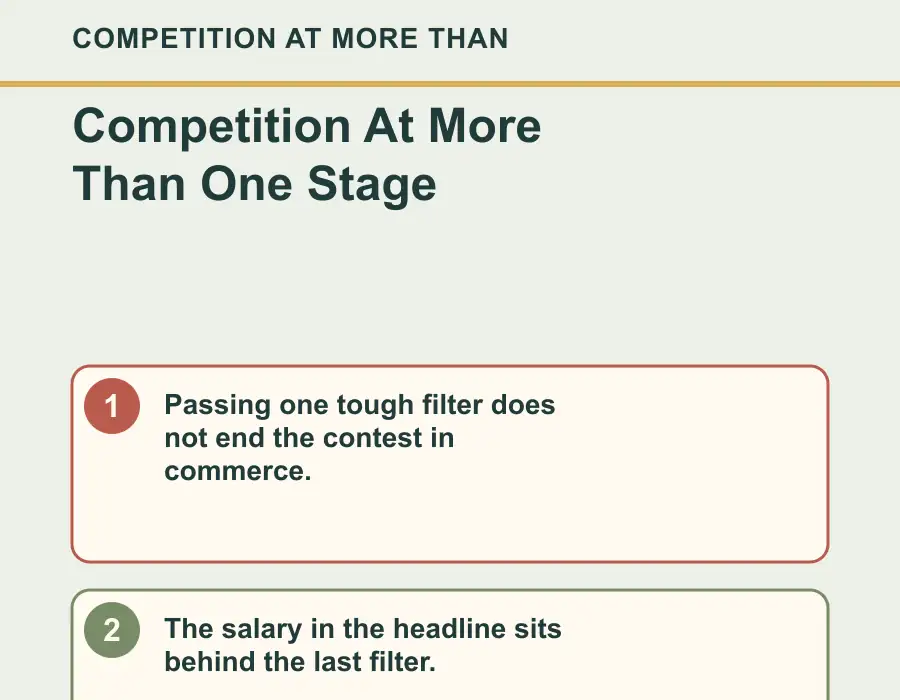 COMPETITION AT MORE THAN
Competition At More
Than One Stage
1
Passing one tough filter does
not end the contest in
commerce.
2
The salary in the headline sits
behind the last filter.